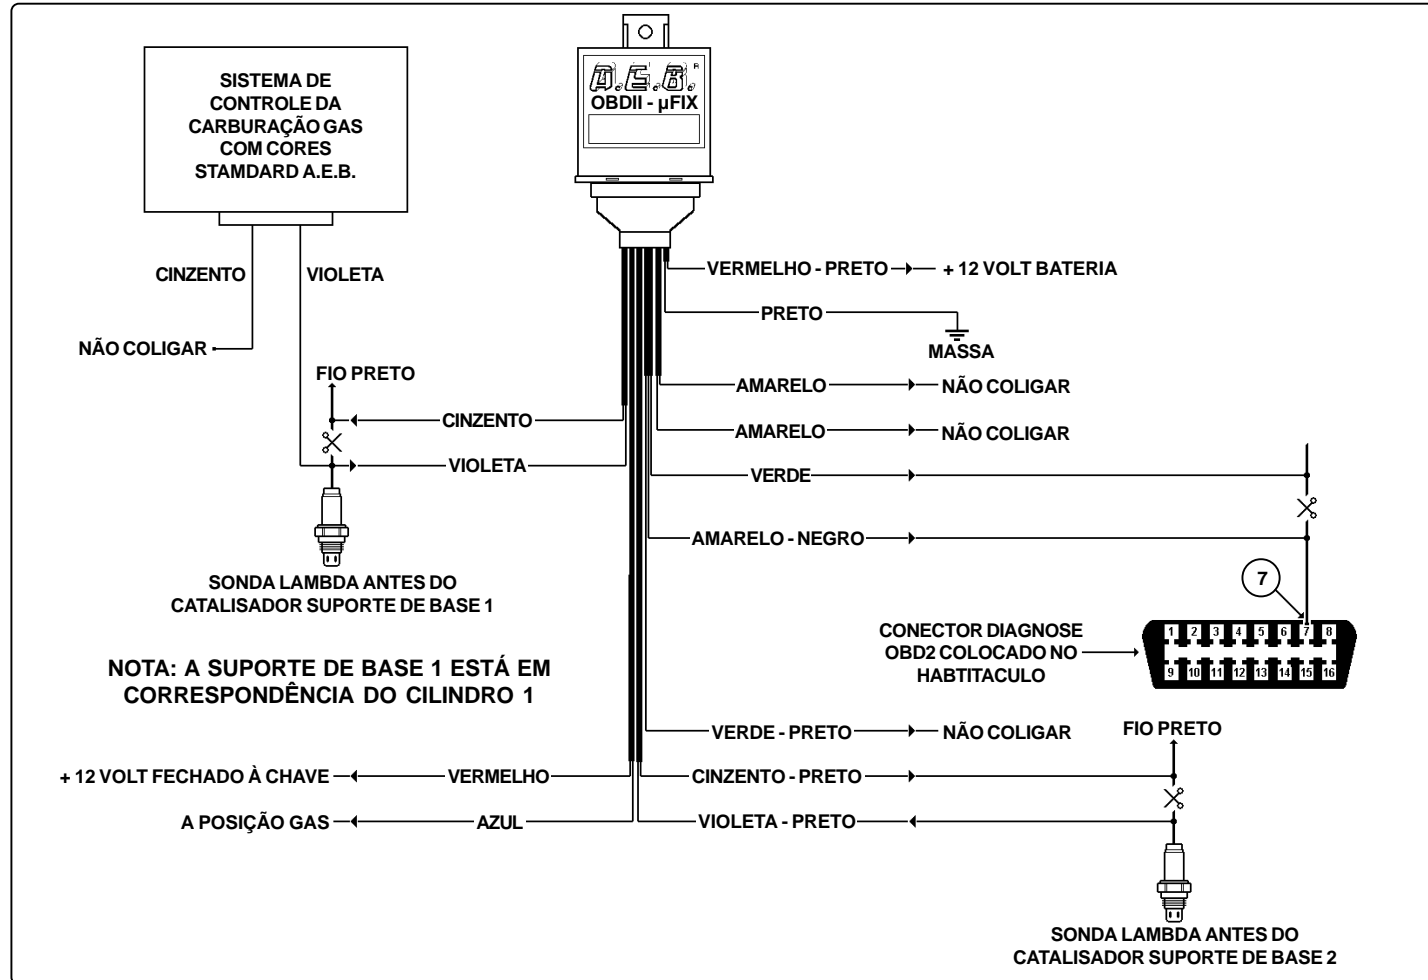 SISTEMA DE
CONTROLE DA
CARBURAÇÃO GAS
COM CORES
STAMDARD A.E.B.
A.E.B.®
OBDII - µFIX
CINZENTO
VIOLETA
NÃO COLIGAR
VERMELHO - PRETO
+ 12 VOLT BATERIA
PRETO
MASSA
FIO PRETO
AMARELO
NÃO COLIGAR
CINZENTO
AMARELO
NÃO COLIGAR
VIOLETA
VERDE
AMARELO - NEGRO
SONDA LAMBDA ANTES DO
CATALISADOR SUPORTE DE BASE 1
7
CONECTOR DIAGNOSE
OBD2 COLOCADO NO
HABTITACULO
1 2 3 4 5 6 7 8
9 10 11 12 13 14 15 16
NOTA: A SUPORTE DE BASE 1 ESTÁ EM
CORRESPONDÊNCIA DO CILINDRO 1
VERDE - PRETO
NÃO COLIGAR
FIO PRETO
+ 12 VOLT FECHADO À CHAVE
VERMELHO
CINZENTO - PRETO
A POSIÇÃO GAS
AZUL
VIOLETA - PRETO
SONDA LAMBDA ANTES DO
CATALISADOR SUPORTE DE BASE 2